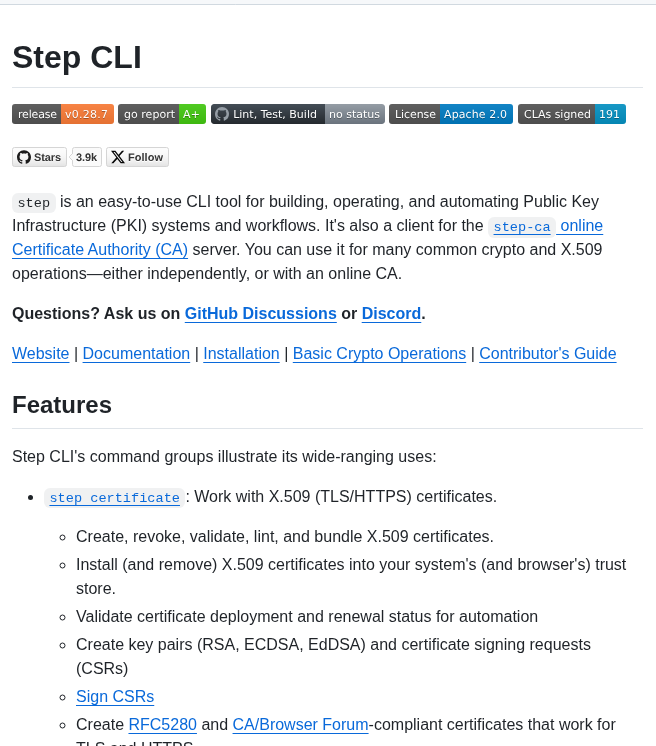 Step CLI
release v0.28.7 go report A+ Lint, Test, Build no status License Apache 2.0 CLAs signed 191
Stars 3.9k Follow
step is an easy-to-use CLI tool for building, operating, and automating Public Key
Infrastructure (PKI) systems and workflows. It's also a client for the step-ca online
Certificate Authority (CA) server. You can use it for many common crypto and X.509
operations—either independently, or with an online CA.
Questions? Ask us on GitHub Discussions or Discord.
Website | Documentation | Installation | Basic Crypto Operations | Contributor's Guide
Features
Step CLI's command groups illustrate its wide-ranging uses:
step certificate: Work with X.509 (TLS/HTTPS) certificates.
Create, revoke, validate, lint, and bundle X.509 certificates.
Install (and remove) X.509 certificates into your system's (and browser's) trust
store.
Validate certificate deployment and renewal status for automation
Create key pairs (RSA, ECDSA, EdDSA) and certificate signing requests
(CSRs)
Sign CSRs
Create RFC5280 and CA/Browser Forum-compliant certificates that work for
TLS and HTTPS